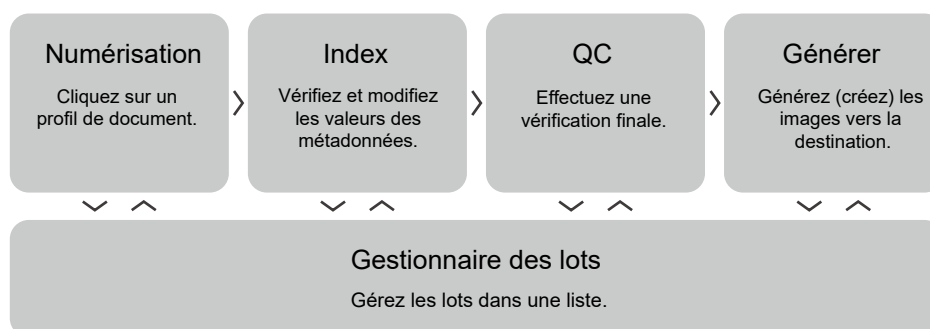 Numérisation
Cliquez sur un
profil de document.
Index
Vérifiez et modifiez
les valeurs des
métadonnées.
QC
Effectuez une
vérification finale.
Générer
Générez (créez) les
images vers la
destination.
Gestionnaire des lots
Gérez les lots dans une liste.